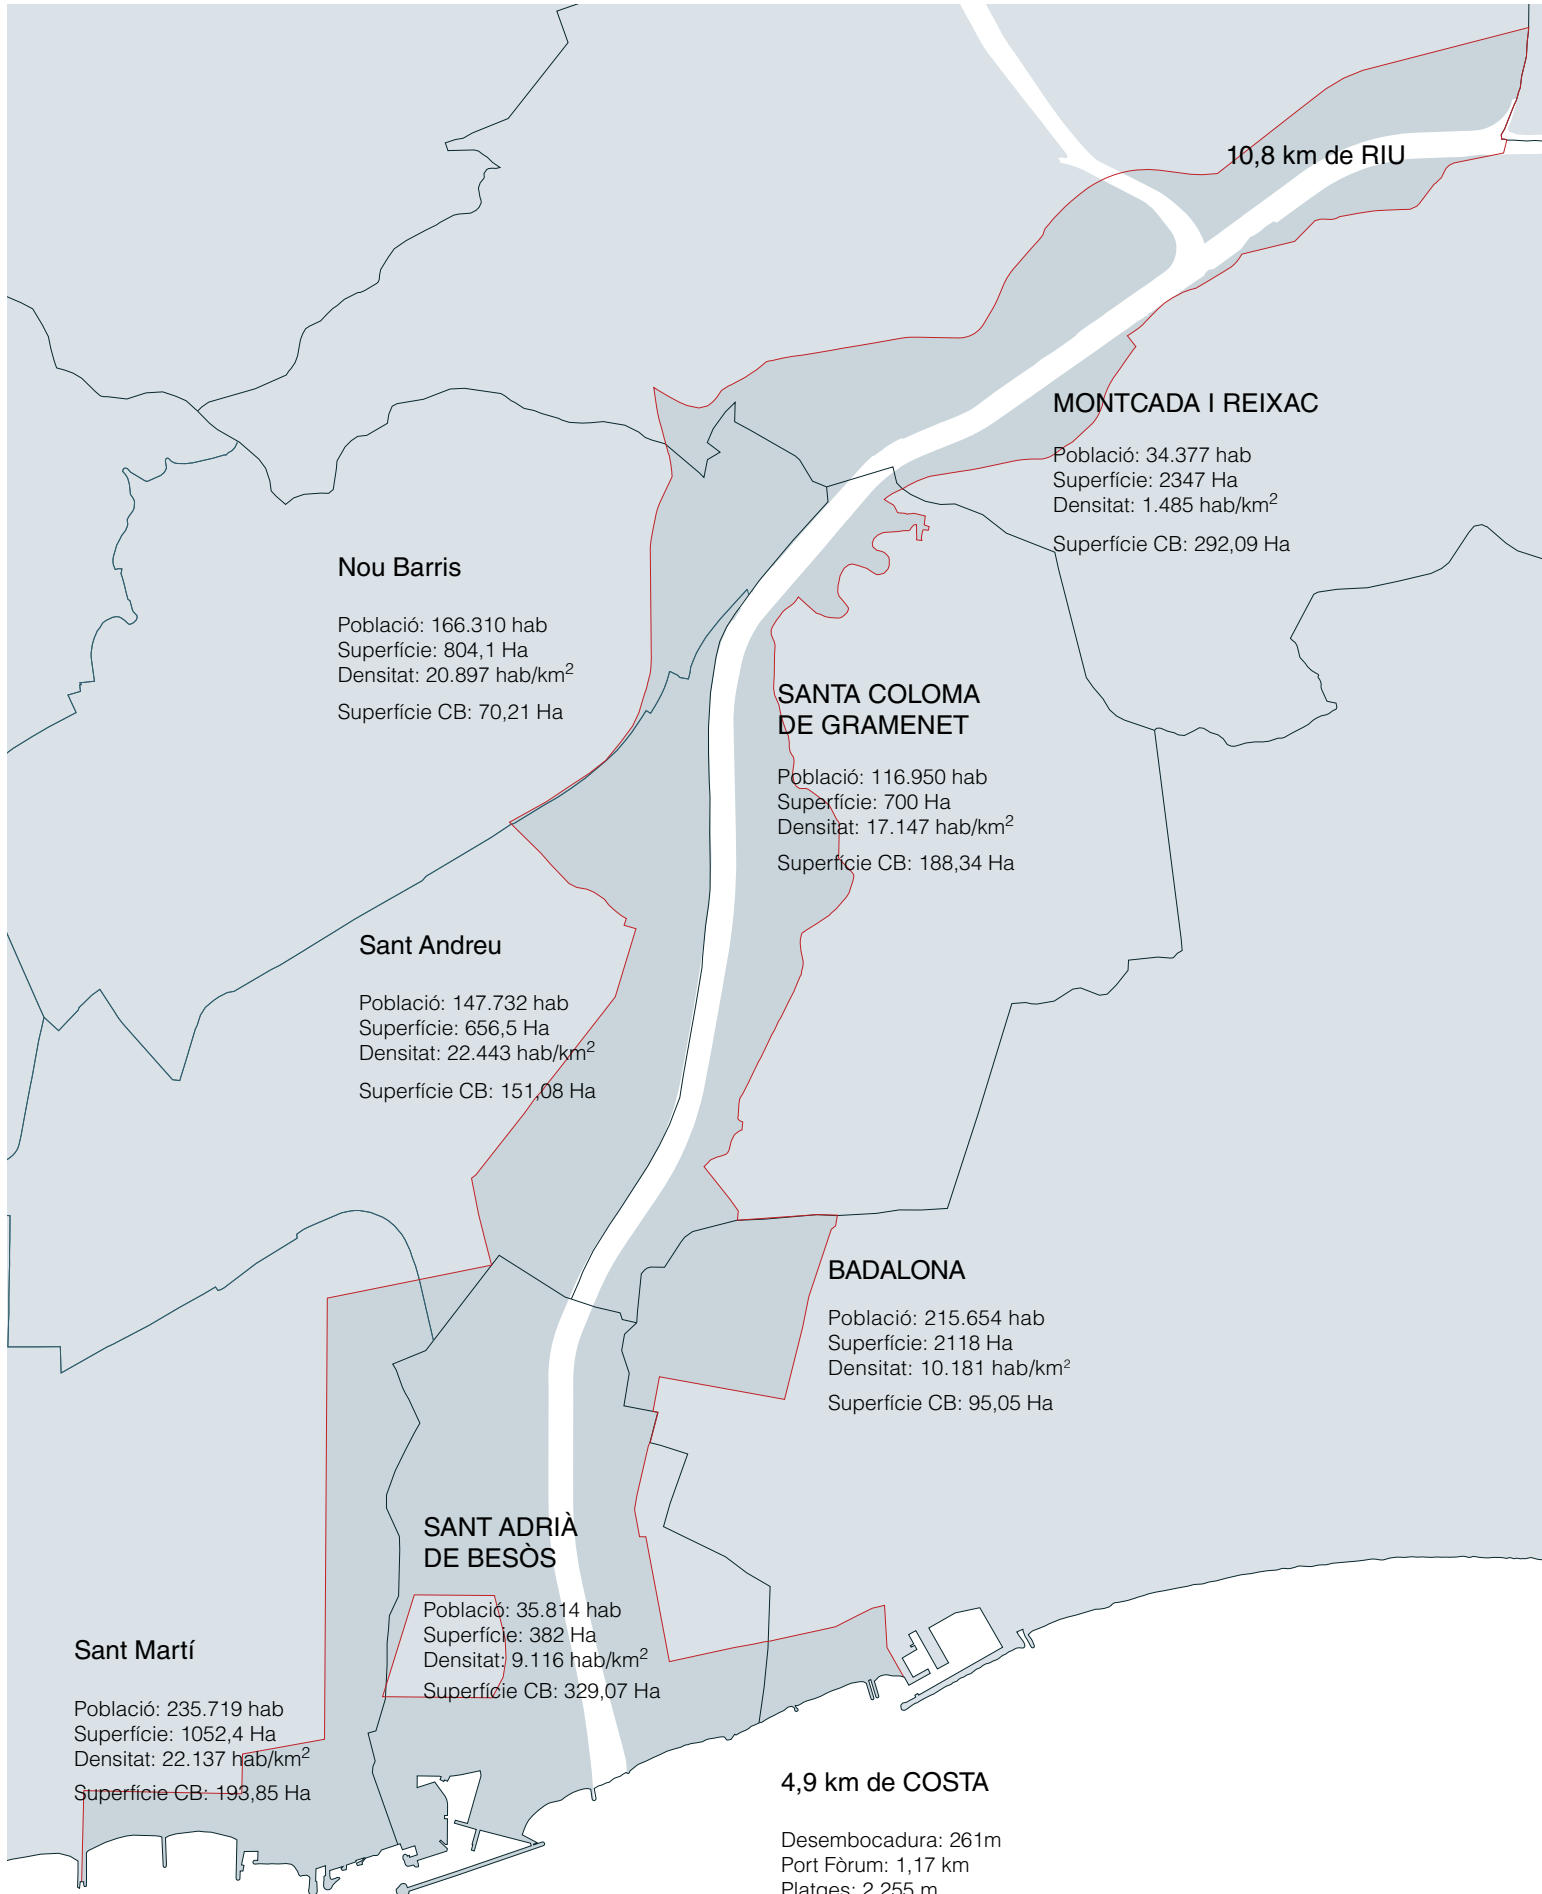 10,8 km de RIU
MONTCADA I REIXAC
Població: 34.377 hab
Superfície: 2347 Ha
Densitat: 1.485 hab/km²
Superfície CB: 292,09 Ha
Nou Barris
Població: 166.310 hab
Superfície: 804,1 Ha
Densitat: 20.897 hab/km²
Superfície CB: 70,21 Ha
SANTA COLOMA
DE GRAMENET
Població: 116.950 hab
Superfície: 700 Ha
Densitat: 17.147 hab/km²
Superfície CB: 188,34 Ha
Sant Andreu
Població: 147.732 hab
Superfície: 656,5 Ha
Densitat: 22.443 hab/km²
Superfície CB: 151,08 Ha
BADALONA
Població: 215.654 hab
Superfície: 2118 Ha
Densitat: 10.181 hab/km²
Superfície CB: 95,05 Ha
SANT ADRIÀ
DE BESÒS
Població: 35.814 hab
Superfície: 382 Ha
Densitat: 9.116 hab/km²
Superfície CB: 329,07 Ha
Sant Martí
Població: 235.719 hab
Superfície: 1052,4 Ha
Densitat: 22.137 hab/km²
Superfície CB: 193,85 Ha
4,9 km de COSTA
Desembocadura: 261m
Port Fòrum: 1,17 km
Platges: 2.255 m